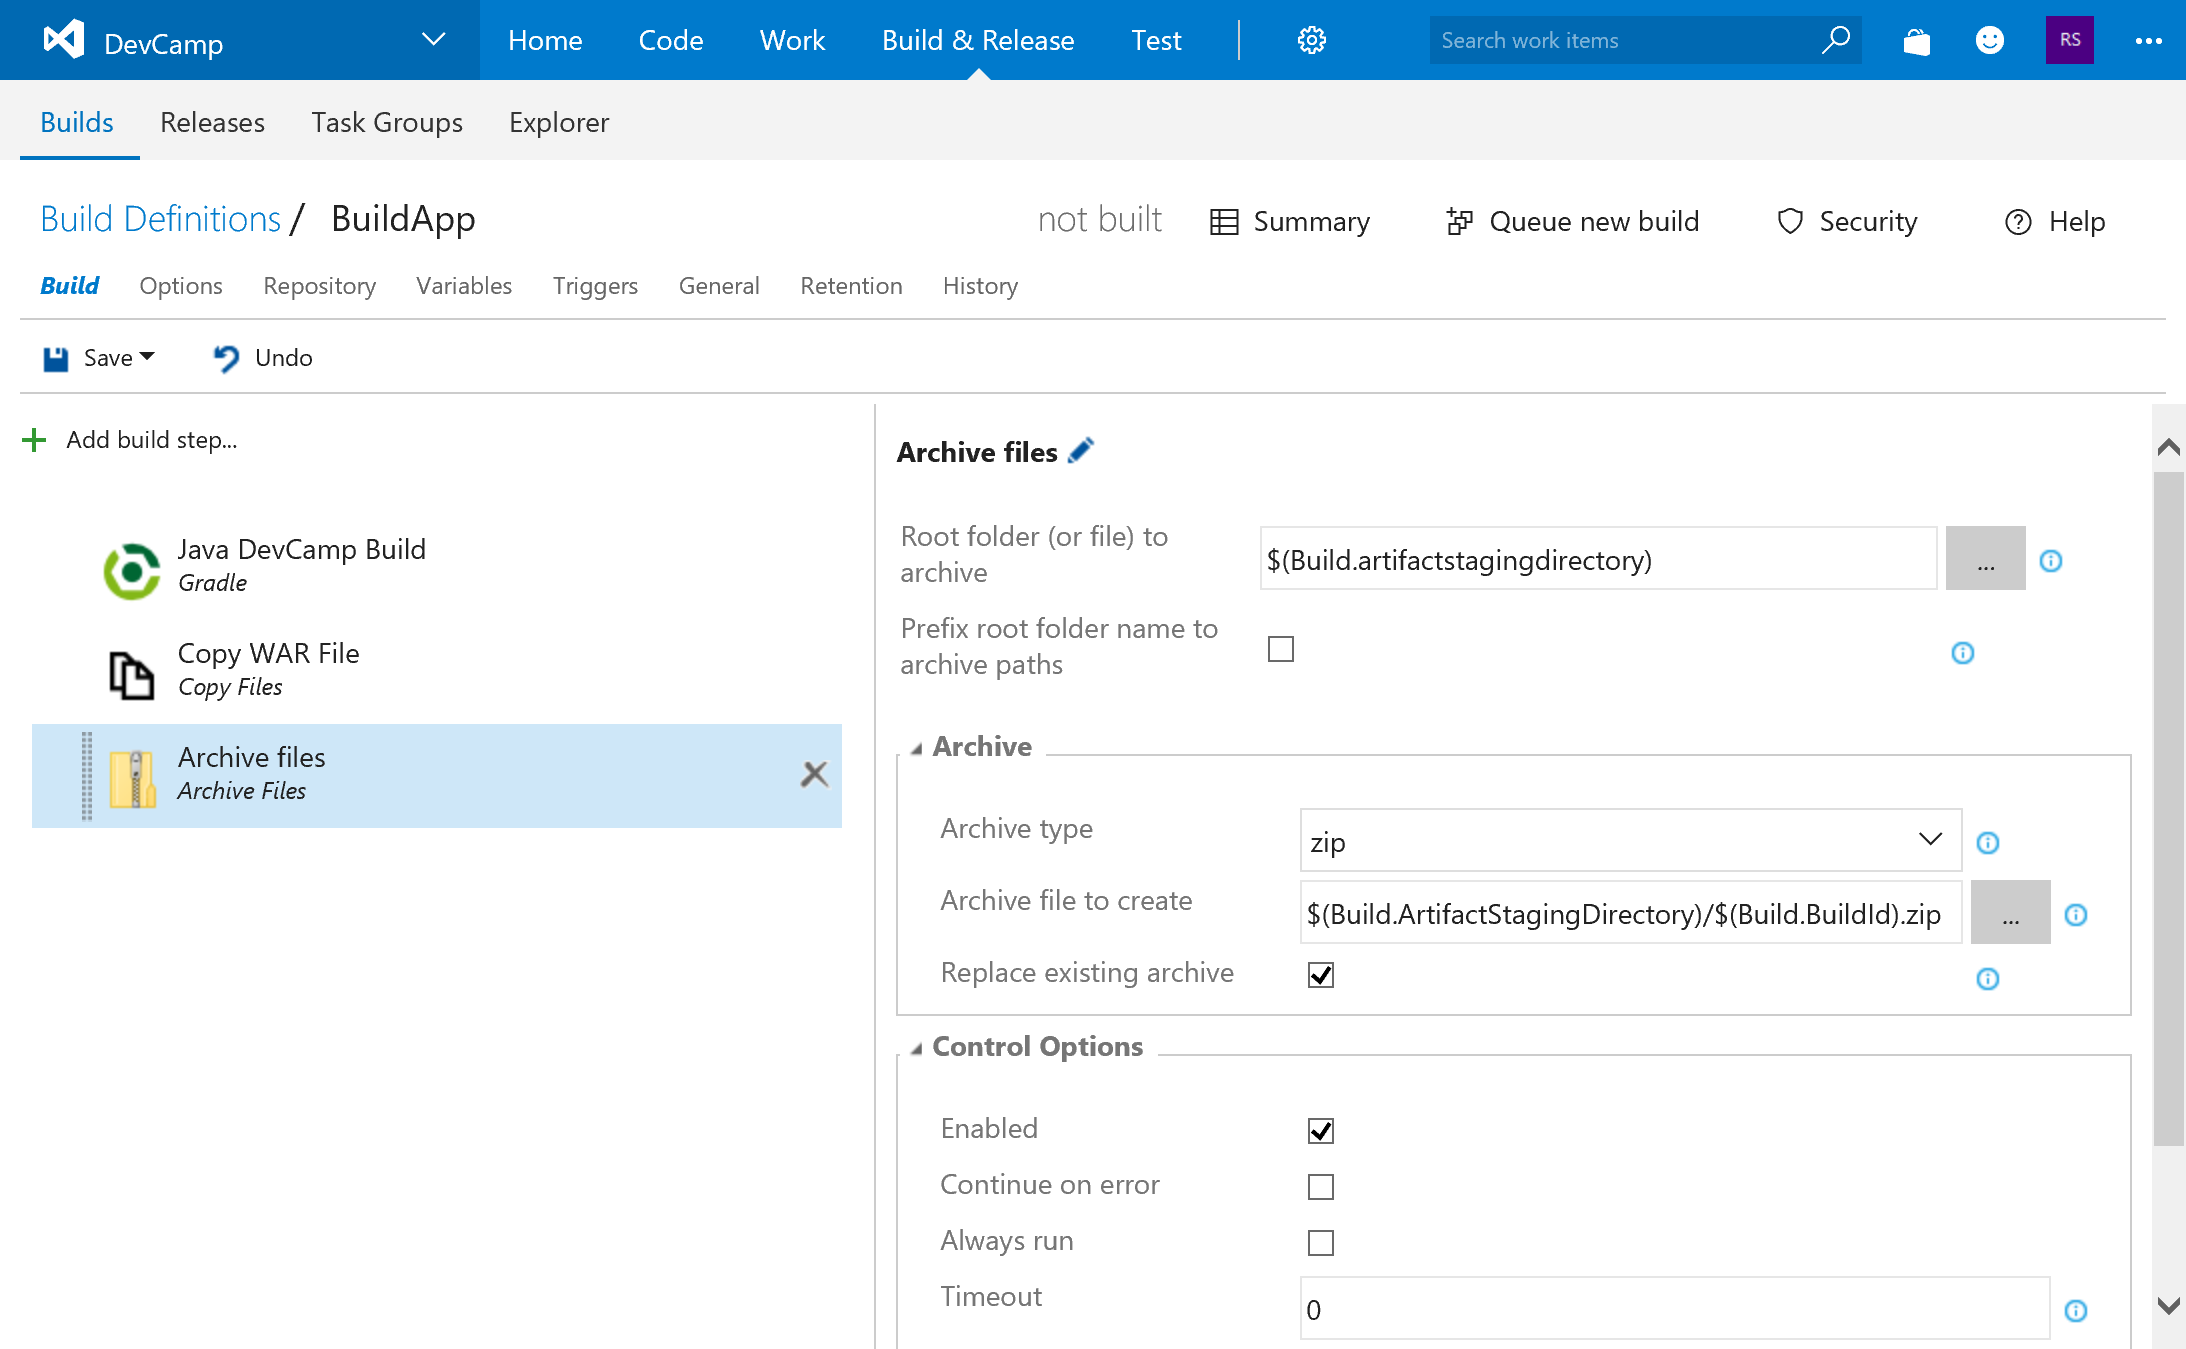 DevCamp Home Code Work Build & Release Test Search work items RS
Builds Releases Task Groups Explorer
Build Definitions / BuildApp not built Summary Queue new build Security Help
Build Options Repository Variables Triggers General Retention History
Save Undo
Add build step...
Java DevCamp Build
Gradle
Copy WAR File
Copy Files
Archive files
Archive Files
Archive files
Root folder (or file) to
archive
$(Build.artifactstagingdirectory) ...
Prefix root folder name to
archive paths
Archive
Archive type zip
Archive file to create $(Build.ArtifactStagingDirectory)/$(Build.BuildId).zip ...
Replace existing archive
Control Options
Enabled
Continue on error
Always run
Timeout 0